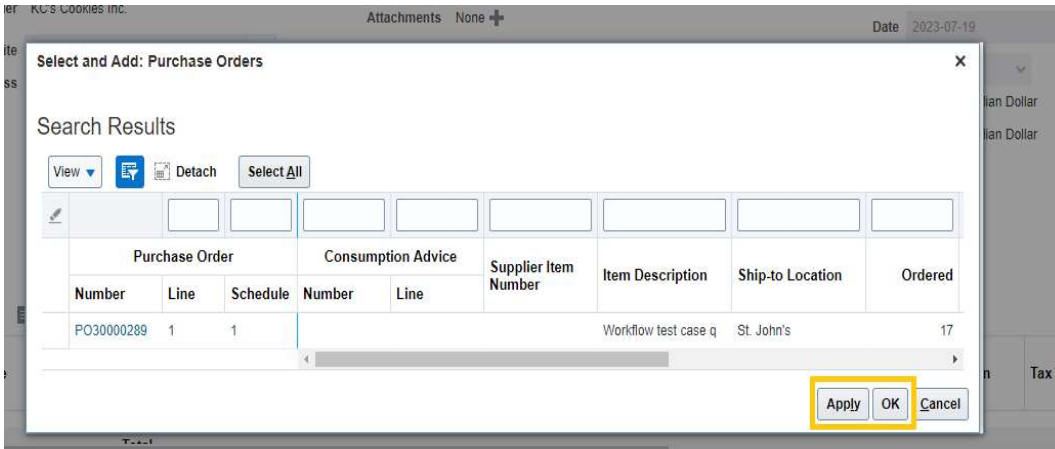 KC's Cookies Inc.
Attachments None
Date 2023-07-19
Select and Add: Purchase Orders
Search Results
View Detach Select All
Purchase Order Consumption Advice Supplier Item Number Item Description Ship-to Location Ordered
Number Line Schedule Number Line
PO30000289 1 1 Workflow test case q St. John's 17
Apply OK Cancel
lian Dollar
lian Dollar
Tax
Total